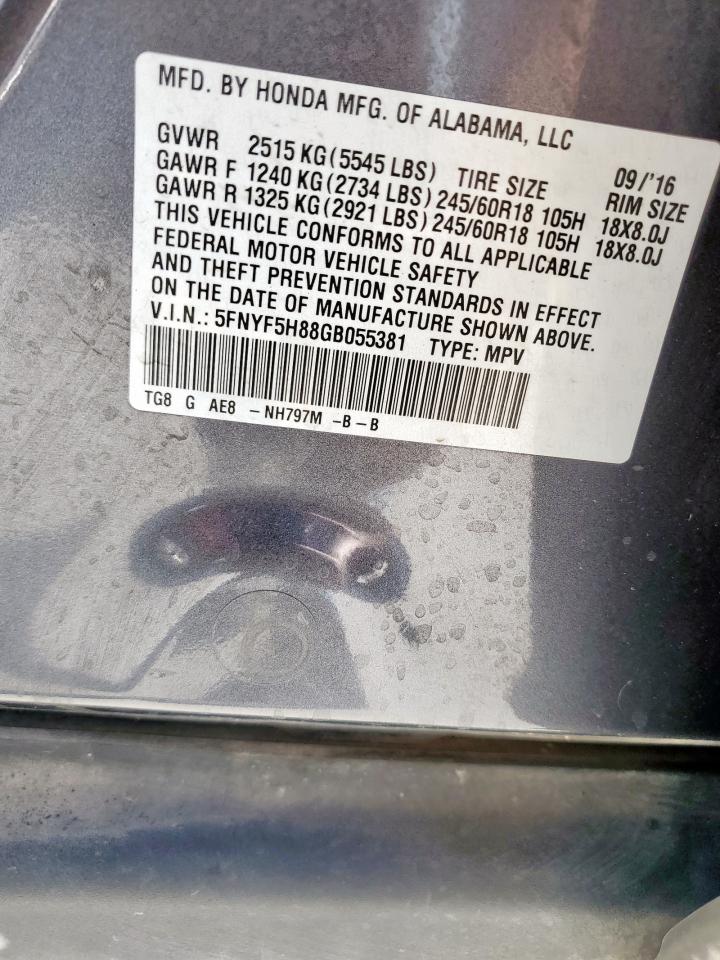 MFD. BY HONDA MFG. OF ALABAMA, LLC
GVWR 2515 KG (5545 LBS) TIRE SIZE 09/'16 RIM SIZE
GAWR F 1240 KG (2734 LBS) 245/60R18 105H 18X8.0J
GAWR R 1325 KG (2921 LBS) 245/60R18 105H 18X8.0J
THIS VEHICLE CONFORMS TO ALL APPLICABLE
FEDERAL MOTOR VEHICLE SAFETY
AND THEFT PREVENTION STANDARDS IN EFFECT
ON THE DATE OF MANUFACTURE SHOWN ABOVE.
V.I.N.: 5FNYF5H88GB055381 TYPE: MPV
TG8 G AE8 -NH797M -B-B